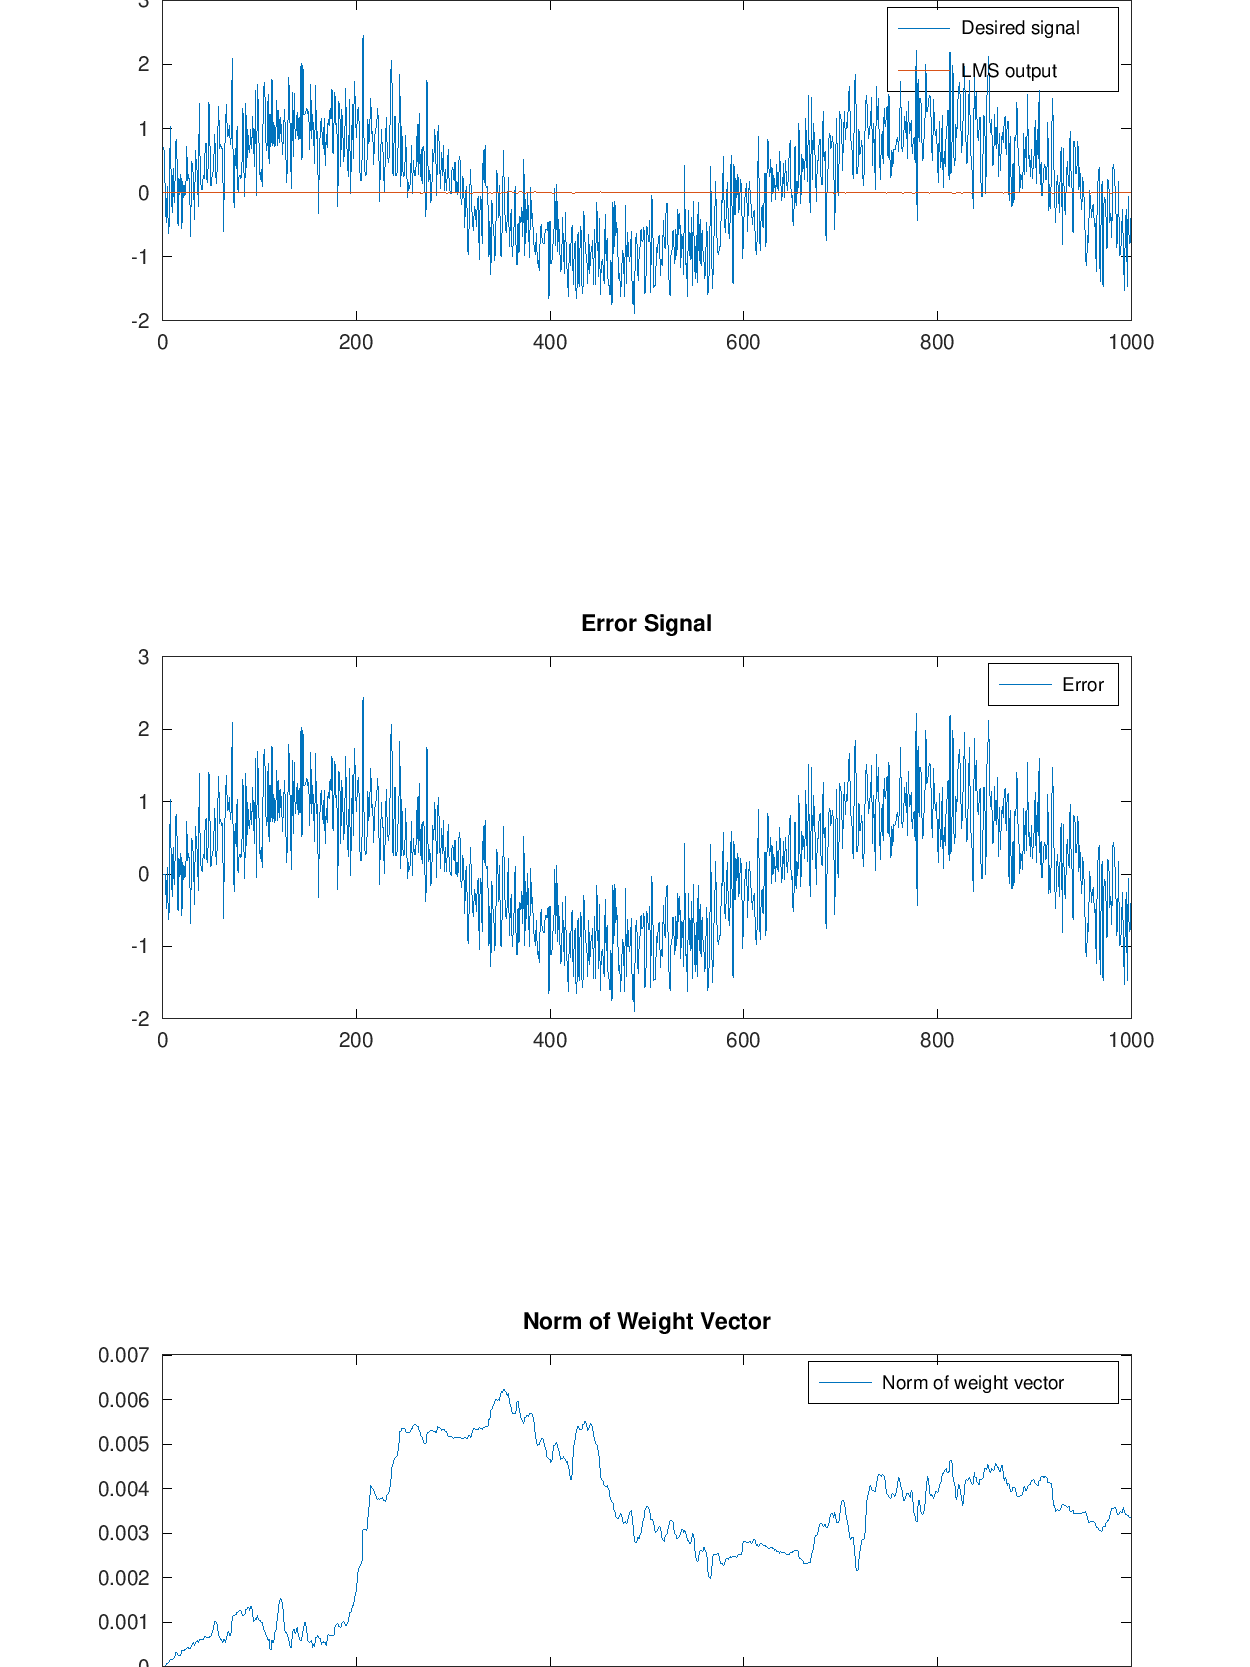 3
Desired signal
2
LMS output
1
0
-1
-2
0 200 400 600 800 1000
Error Signal
3
Error
2
1
0
-1
-2
0 200 400 600 800 1000
Norm of Weight Vector
0.007
Norm of weight vector
0.006
0.005
0.004
0.003
0.002
0.001
0